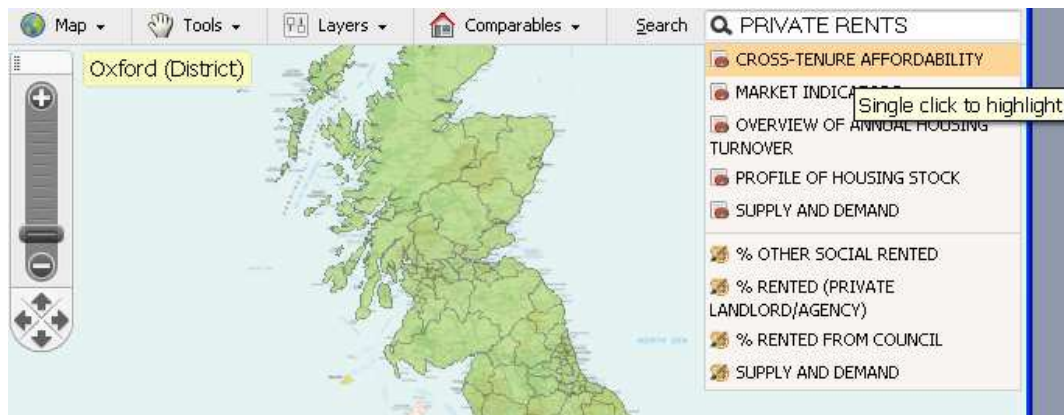 Map Tools Layers Comparables Search PRIVATE RENTS
Oxford (District)
CROSS-TENURE AFFORDABILITY
MARKET
Single click to highlight
OVERVIEW OF ANNUAL HOUSING
TURNOVER
PROFILE OF HOUSING STOCK
SUPPLY AND DEMAND
% OTHER SOCIAL RENTED
% RENTED (PRIVATE
LANDLORD/AGENCY)
% RENTED FROM COUNCIL
NORTH SEA
SUPPLY AND DEMAND